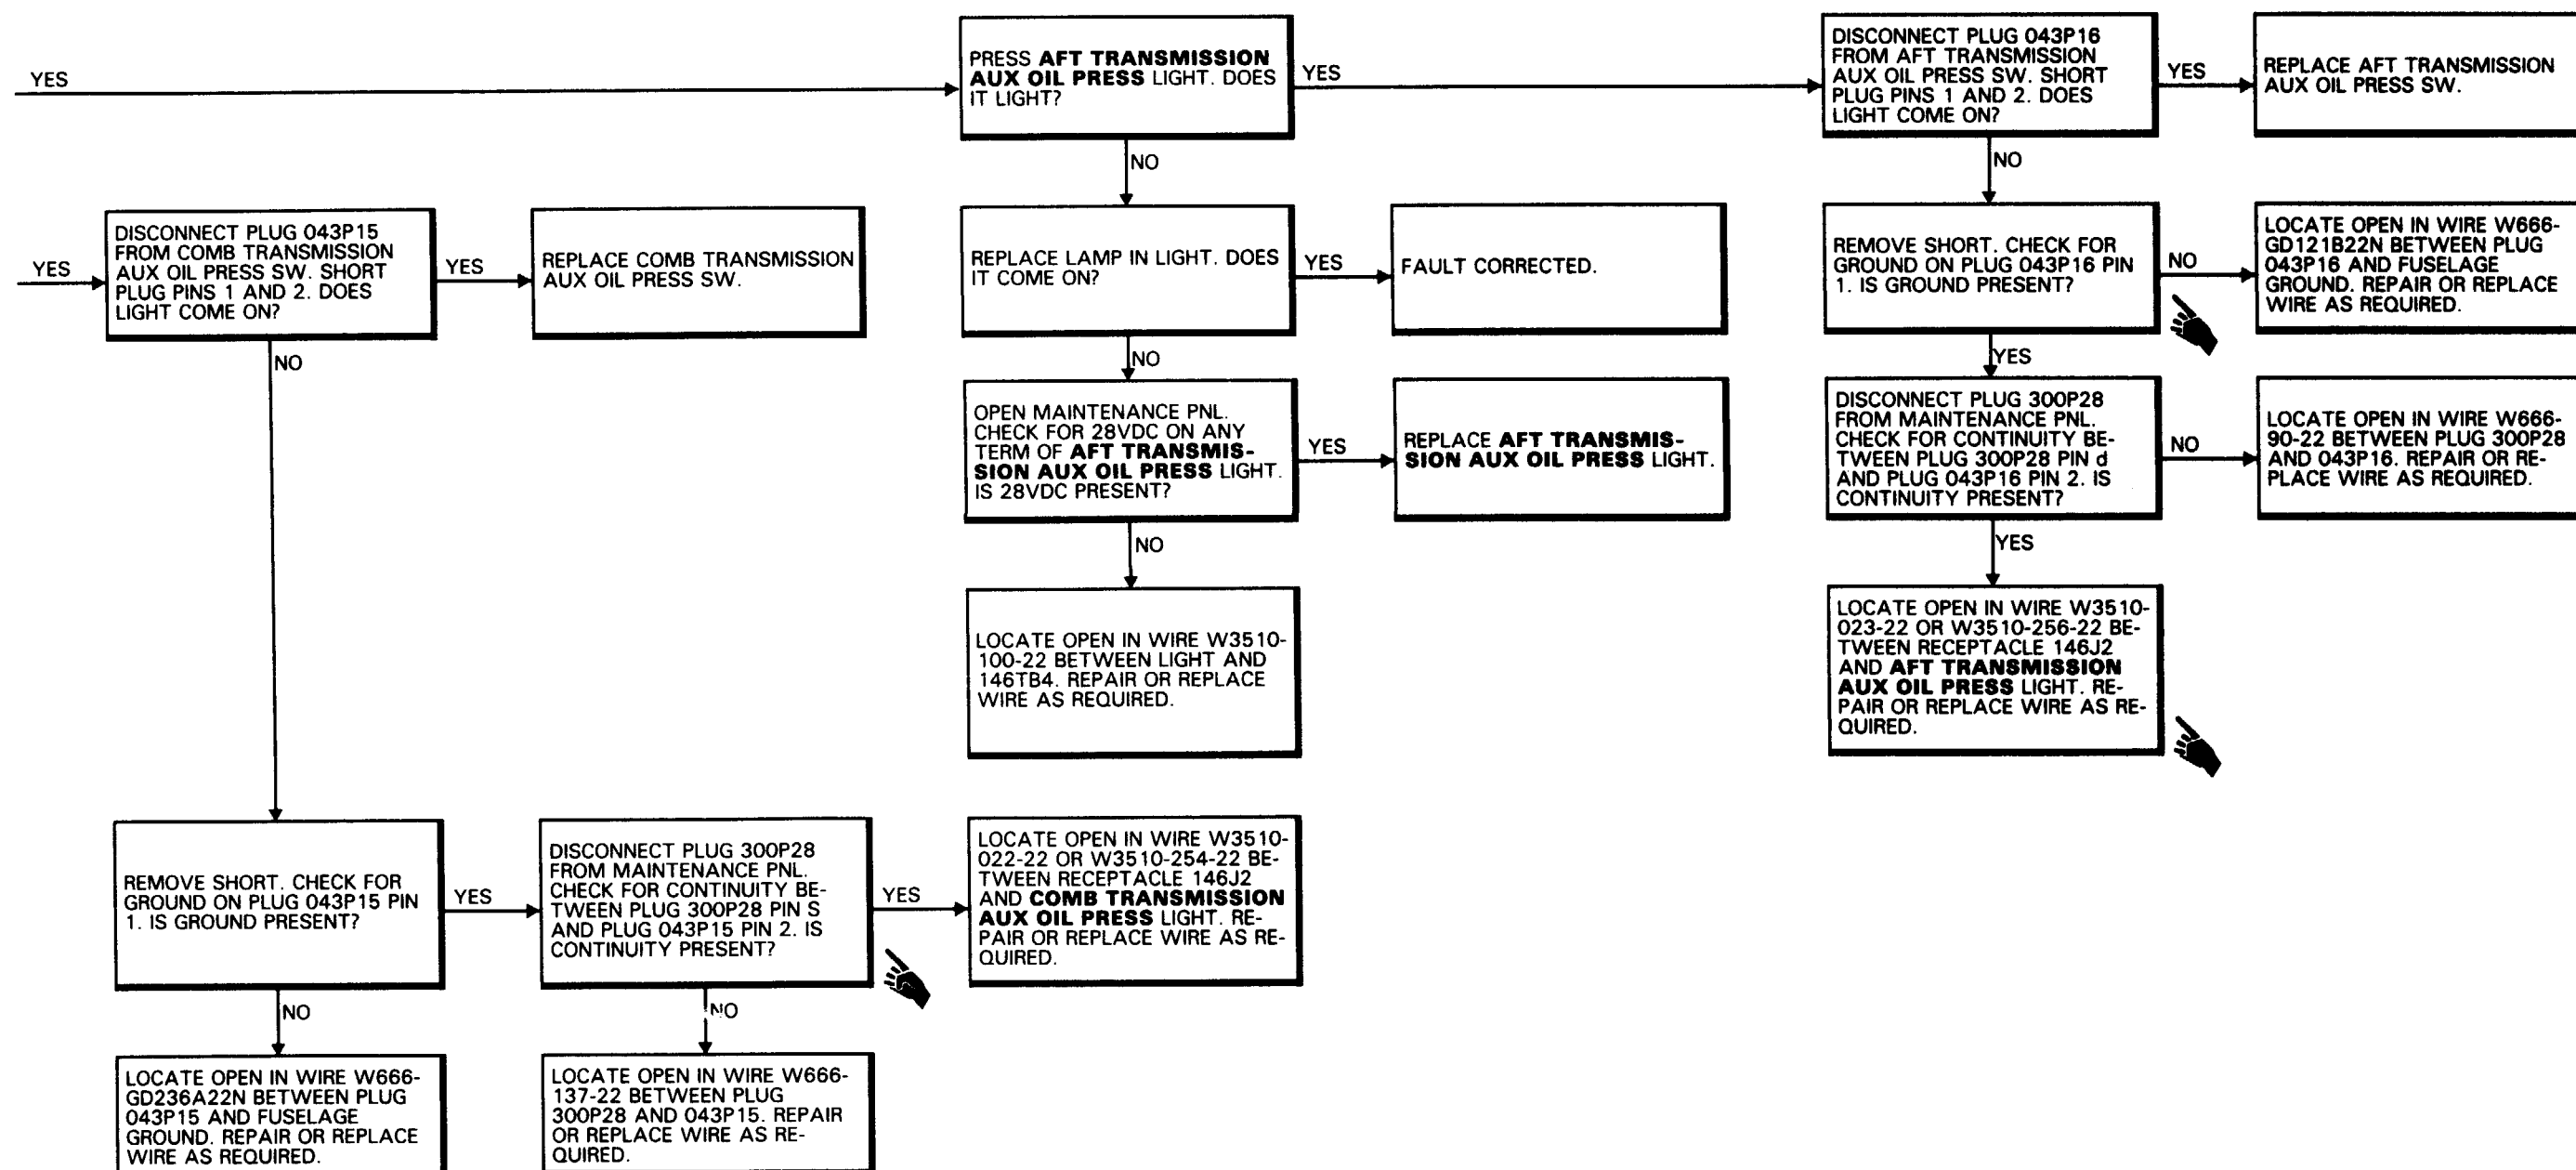 YES
PRESS AFT TRANSMISSION
AUX OIL PRESS LIGHT. DOES
IT LIGHT?
YES
DISCONNECT PLUG 043P16
FROM AFT TRANSMISSION
AUX OIL PRESS SW. SHORT
PLUG PINS 1 AND 2. DOES
LIGHT COME ON?
YES
REPLACE AFT TRANSMISSION
AUX OIL PRESS SW.
NO
NO
YES
DISCONNECT PLUG 043P15
FROM COMB TRANSMISSION
AUX OIL PRESS SW. SHORT
PLUG PINS 1 AND 2. DOES
LIGHT COME ON?
YES
REPLACE COMB TRANSMISSION
AUX OIL PRESS SW.
REPLACE LAMP IN LIGHT. DOES
IT COME ON?
YES
FAULT CORRECTED.
REMOVE SHORT. CHECK FOR
GROUND ON PLUG 043P16 PIN
1. IS GROUND PRESENT?
NO
LOCATE OPEN IN WIRE W666-
GD121B22N BETWEEN PLUG
043P16 AND FUSELAGE
GROUND. REPAIR OR REPLACE
WIRE AS REQUIRED.
NO
NO
YES
OPEN MAINTENANCE PNL.
CHECK FOR 28VDC ON ANY
TERM OF AFT TRANSMIS-
SION AUX OIL PRESS LIGHT.
IS 28VDC PRESENT?
YES
REPLACE AFT TRANSMIS-
SION AUX OIL PRESS LIGHT.
DISCONNECT PLUG 300P28
FROM MAINTENANCE PNL.
CHECK FOR CONTINUITY BE-
TWEEN PLUG 300P28 PIN d
AND PLUG 043P16 PIN 2. IS
CONTINUITY PRESENT?
NO
LOCATE OPEN IN WIRE W666-
90-22 BETWEEN PLUG 300P28
AND 043P16. REPAIR OR RE-
PLACE WIRE AS REQUIRED.
NO
YES
LOCATE OPEN IN WIRE W3510-
100-22 BETWEEN LIGHT AND
146TB4. REPAIR OR REPLACE
WIRE AS REQUIRED.
LOCATE OPEN IN WIRE W3510-
023-22 OR W3510-256-22 BE-
TWEEN RECEPTACLE 146J2
AND AFT TRANSMISSION
AUX OIL PRESS LIGHT. RE-
PAIR OR REPLACE WIRE AS RE-
QUIRED.
REMOVE SHORT. CHECK FOR
GROUND ON PLUG 043P15 PIN
1. IS GROUND PRESENT?
YES
DISCONNECT PLUG 300P28
FROM MAINTENANCE PNL.
CHECK FOR CONTINUITY BE-
TWEEN PLUG 300P28 PIN S
AND PLUG 043P15 PIN 2. IS
CONTINUITY PRESENT?
YES
LOCATE OPEN IN WIRE W3510-
022-22 OR W3510-254-22 BE-
TWEEN RECEPTACLE 146J2
AND COMB TRANSMISSION
AUX OIL PRESS LIGHT. RE-
PAIR OR REPLACE WIRE AS RE-
QUIRED.
NO
NO
LOCATE OPEN IN WIRE W666-
GD236A22N BETWEEN PLUG
043P15 AND FUSELAGE
GROUND. REPAIR OR REPLACE
WIRE AS REQUIRED.
LOCATE OPEN IN WIRE W666-
137-22 BETWEEN PLUG
300P28 AND 043P15. REPAIR
OR REPLACE WIRE AS RE-
QUIRED.